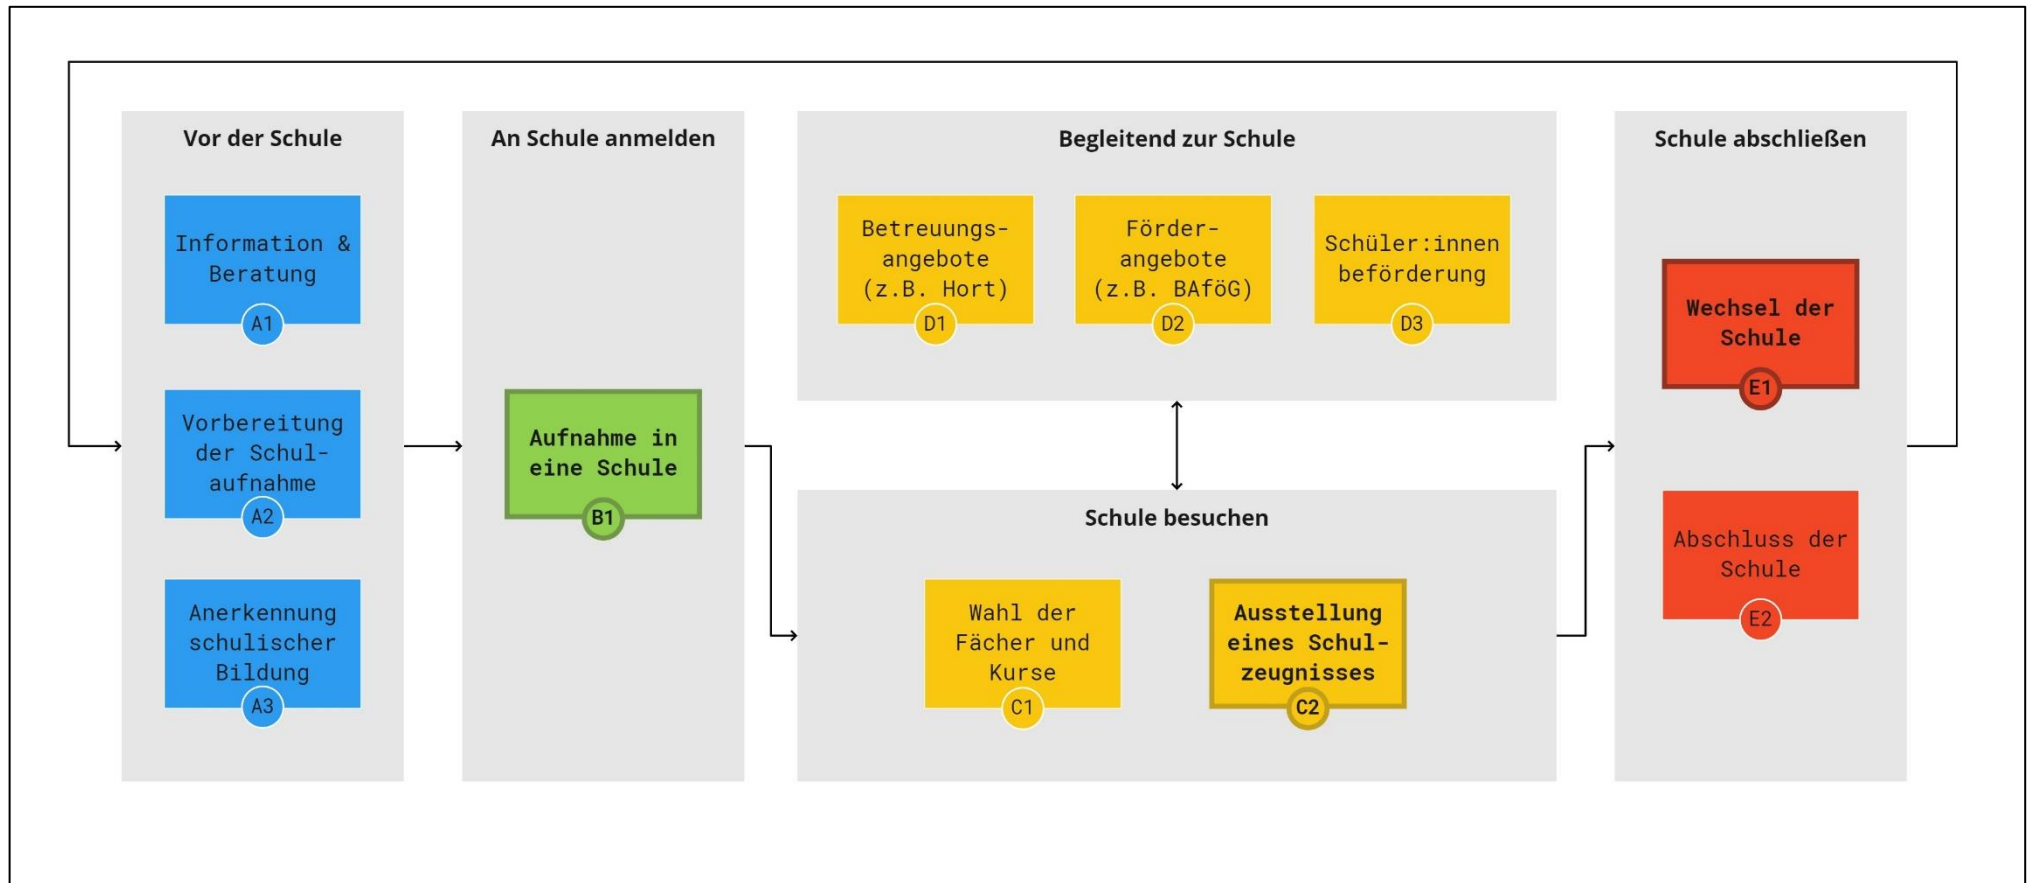 Vor der Schule
Information &
Beratung
A1
Vorbereitung
der Schul-
aufnahme
A2
Anerkennung
schulischer
Bildung
A3
An Schule anmelden
Aufnahme in
eine Schule
B1
Begleitend zur Schule
Betreuungs-
angebote
(z.B. Hort)
D1
Förder-
angebote
(z.B. BAföG)
D2
Schüler:innen
beförderung
D3
Schule besuchen
Wahl der
Fächer und
Kurse
C1
Ausstellung
eines Schul-
zeugnisses
C2
Schule abschließen
Wechsel der
Schule
E1
Abschluss der
Schule
E2